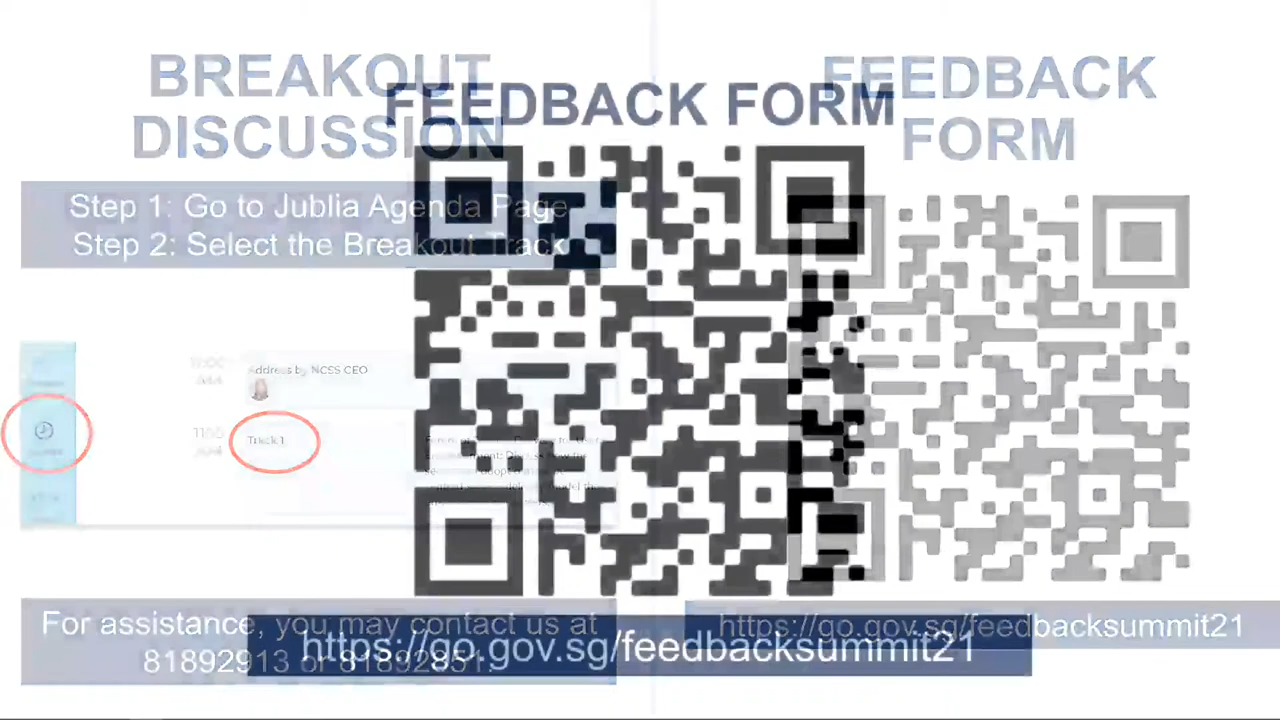 BREAKOUT
DISCUSSION
Step 1: Go to Jublia Agenda Page
Step 2: Select the Breakout Track
Address by NCSS CEO
Track 1
For assistance, you may contact us at
81892913 or 81892851.
FEEDBACK FORM
https://go.gov.sg/feedbacksummit21
FEEDBACK
FORM
https://go.gov.sg/feedbacksummit21